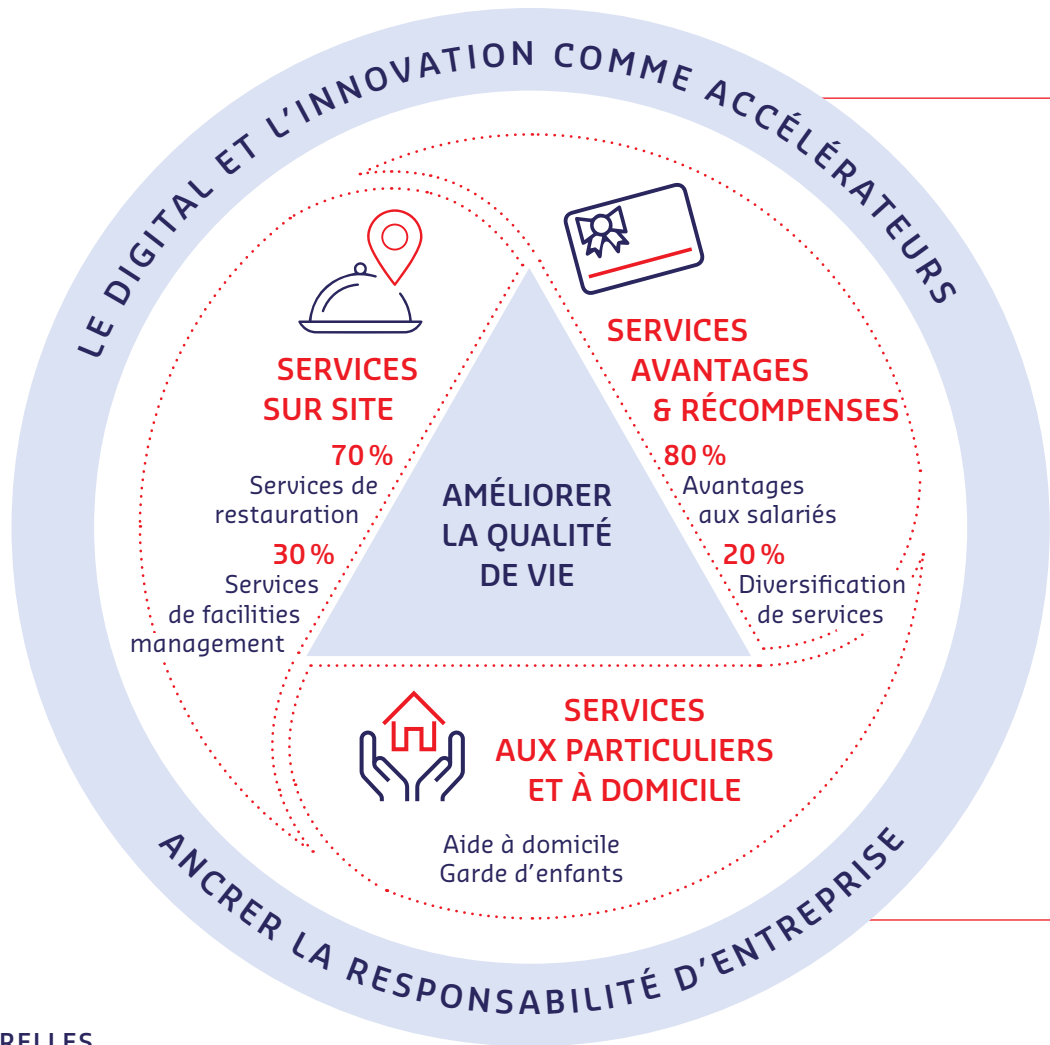 LE DIGITAL ET L’INNOVATION COMME ACCÉLÉRATEURS
SERVICES
SUR SITE
70 %
Services de
restauration
30 %
Services
de facilities
management
SERVICES
AVANTAGES
& RÉCOMPENSES
80 %
Avantages
aux salariés
20 %
Diversification
de services
AMÉLIORER
LA QUALITÉ
DE VIE
SERVICES
AUX PARTICULIERS
ET À DOMICILE
Aide à domicile
Garde d’enfants
ANCRER LA RESPONSABILITÉ D’ENTREPRISE